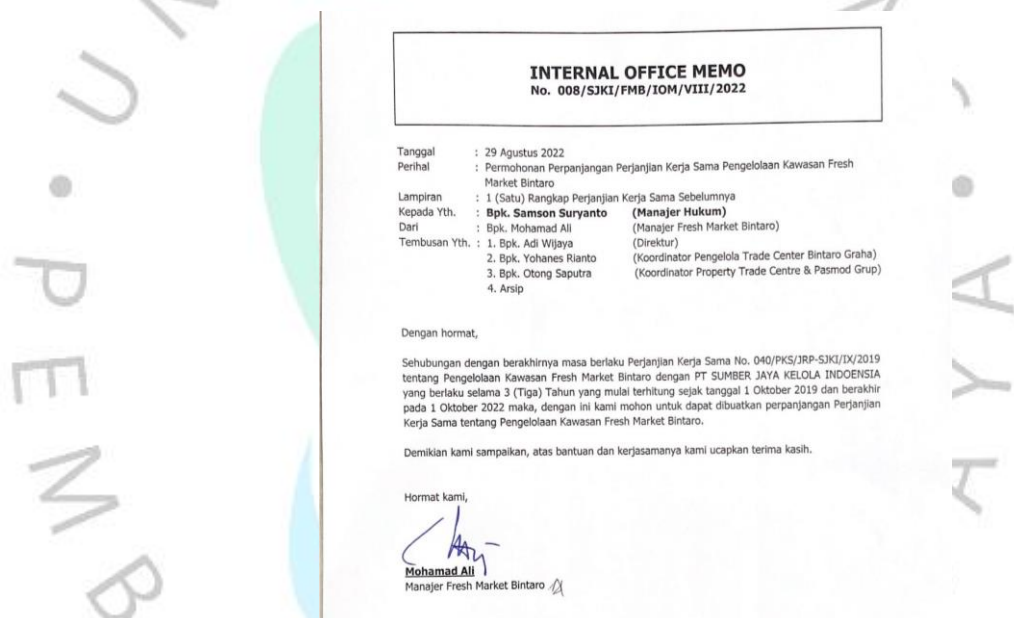 INTERNAL OFFICE MEMO
No. 008/SJKI/FMB/IOM/VIII/2022
Tanggal : 29 Agustus 2022
Perihal : Permohonan Perpanjangan Perjanjian Kerja Sama Pengelolaan Kawasan Fresh
Market Bintaro
Lampiran : 1 (Satu) Rangkap Perjanjian Kerja Sama Sebelumnya
Kepada Yth. : Bpk. Samson Suryanto (Manajer Hukum)
Dari : Bpk. Mohamad Ali (Manajer Fresh Market Bintaro)
Tembusan Yth. : 1. Bpk. Adi Wijaya (Direktur)
2. Bpk. Yohanes Rianto (Koordinator Pengelola Trade Center Bintaro Graha)
3. Bpk. Otong Saputra (Koordinator Property Trade Centre & Pasmod Grup)
4. Arsip
Dengan hormat,
Sehubungan dengan berakhirnya masa berlaku Perjanjian Kerja Sama No. 040/PKS/JRP-SJKI/IX/2019
tentang Pengelolaan Kawasan Fresh Market Bintaro dengan PT SUMBER JAYA KELOLA INDOENSIA
yang berlaku selama 3 (Tiga) Tahun yang mulai terhitung sejak tanggal 1 Oktober 2019 dan berakhir
pada 1 Oktober 2022 maka, dengan ini kami mohon untuk dapat dibuatkan perpanjangan Perjanjian
Kerja Sama tentang Pengelolaan Kawasan Fresh Market Bintaro.
Demikian kami sampaikan, atas bantuan dan kerjasamanya kami ucapkan terima kasih.
Hormat kami,
Mohamad Ali
Manajer Fresh Market Bintaro